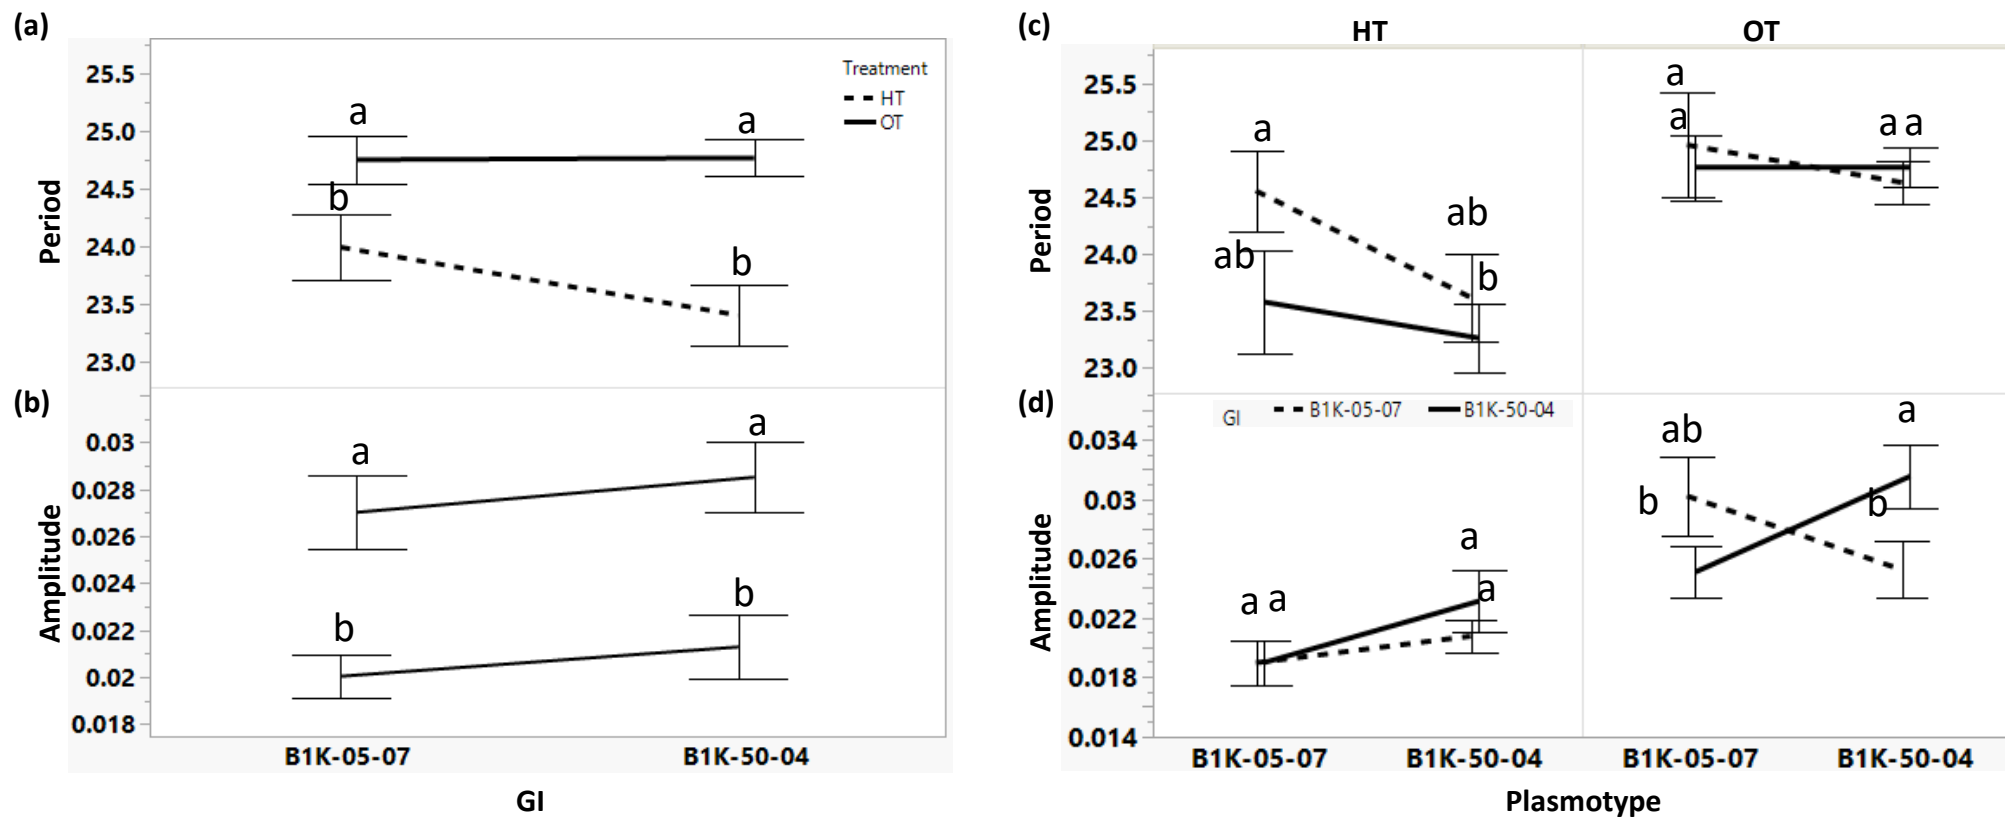 (a)
Period
25.5
25.0
24.5
24.0
23.5
23.0
Treatment
HT
OT
a
a
b
b
(b)
Amplitude
0.03
0.028
0.026
0.024
0.022
0.02
0.018
a
a
b
b
B1K-05-07 B1K-50-04
GI
(c)
HT OT
Period
25.5
25.0
24.5
24.0
23.5
23.0
a
ab
ab
b
a
a
a a
(d)
Amplitude
0.034
0.03
0.026
0.022
0.018
0.014
GI B1K-05-07 B1K-50-04
a a
a
a
ab
b
a
b
B1K-05-07 B1K-50-04 B1K-05-07 B1K-50-04
Plasmotype